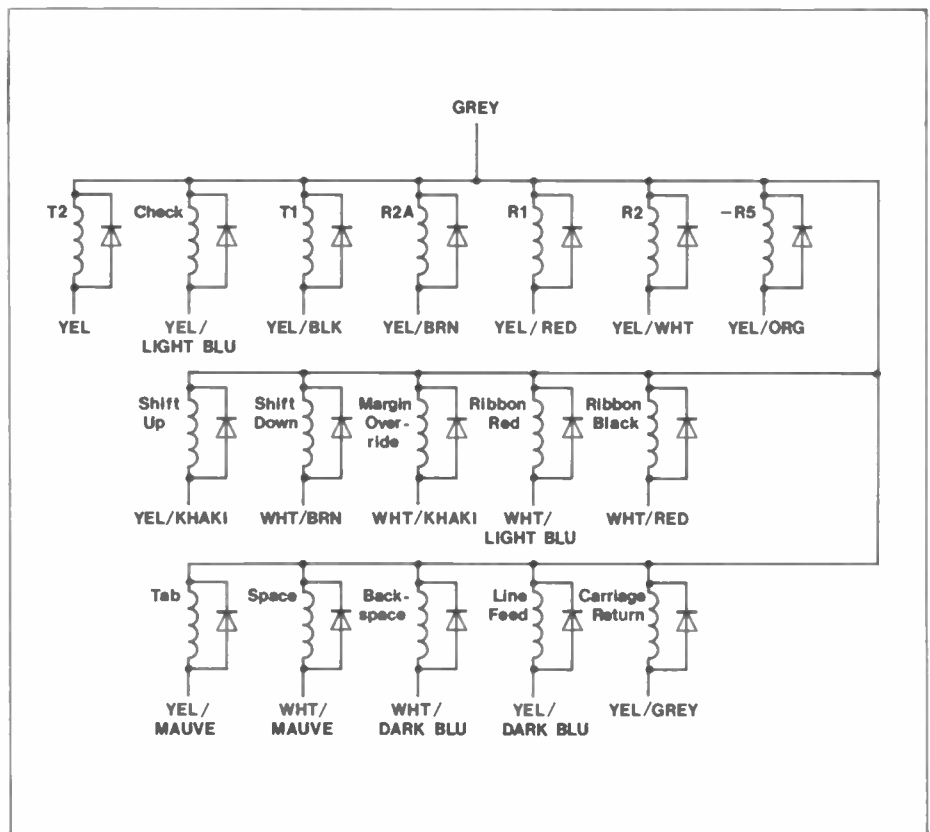 GREY
T2
Check
T1
R2A
R1
R2
–R5
YEL
YEL/
LIGHT BLU
YEL/BLK
YEL/BRN
YEL/RED
YEL/WHT
YEL/ORG
Shift
Up
Shift
Down
Margin
Over-
ride
Ribbon
Red
Ribbon
Black
YEL/KHAKI
WHT/BRN
WHT/KHAKI
WHT/
LIGHT BLU
WHT/RED
Tab
Space
Back-
space
Line
Feed
Carriage
Return
YEL/
MAUVE
WHT/
MAUVE
WHT/
DARK BLU
YEL/
DARK BLU
YEL/GREY